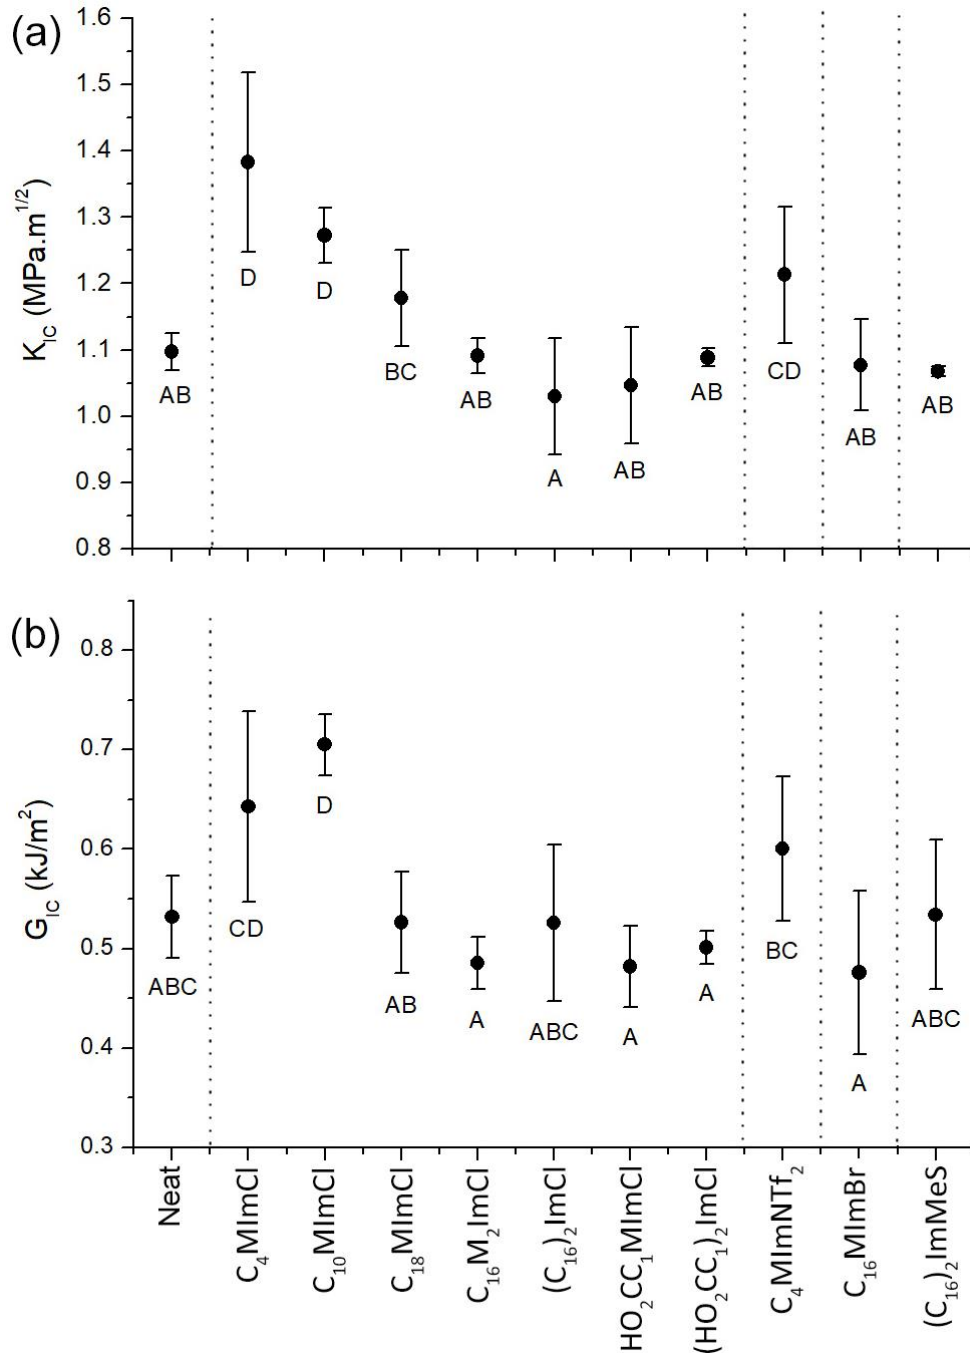 (a)
K_IC (MPa.m^1/2)
1.6
1.5
1.4
1.3
1.2
1.1
1.0
0.9
0.8
AB
D
D
BC
AB
A
AB
AB
CD
AB
AB
(b)
G_IC (kJ/m²)
0.8
0.7
0.6
0.5
0.4
0.3
ABC
CD
D
AB
A
ABC
A
A
BC
A
ABC
Neat
C₄MImCl
C₁₀MImCl
C₁₈MImCl
C₁₆M₂ImCl
(C₁₆)₂ImCl
HO₂CC₁MImCl
(HO₂CC₁)₂ImCl
C₄MImNTf₂
C₁₆MImBr
(C₁₆)₂ImMeS